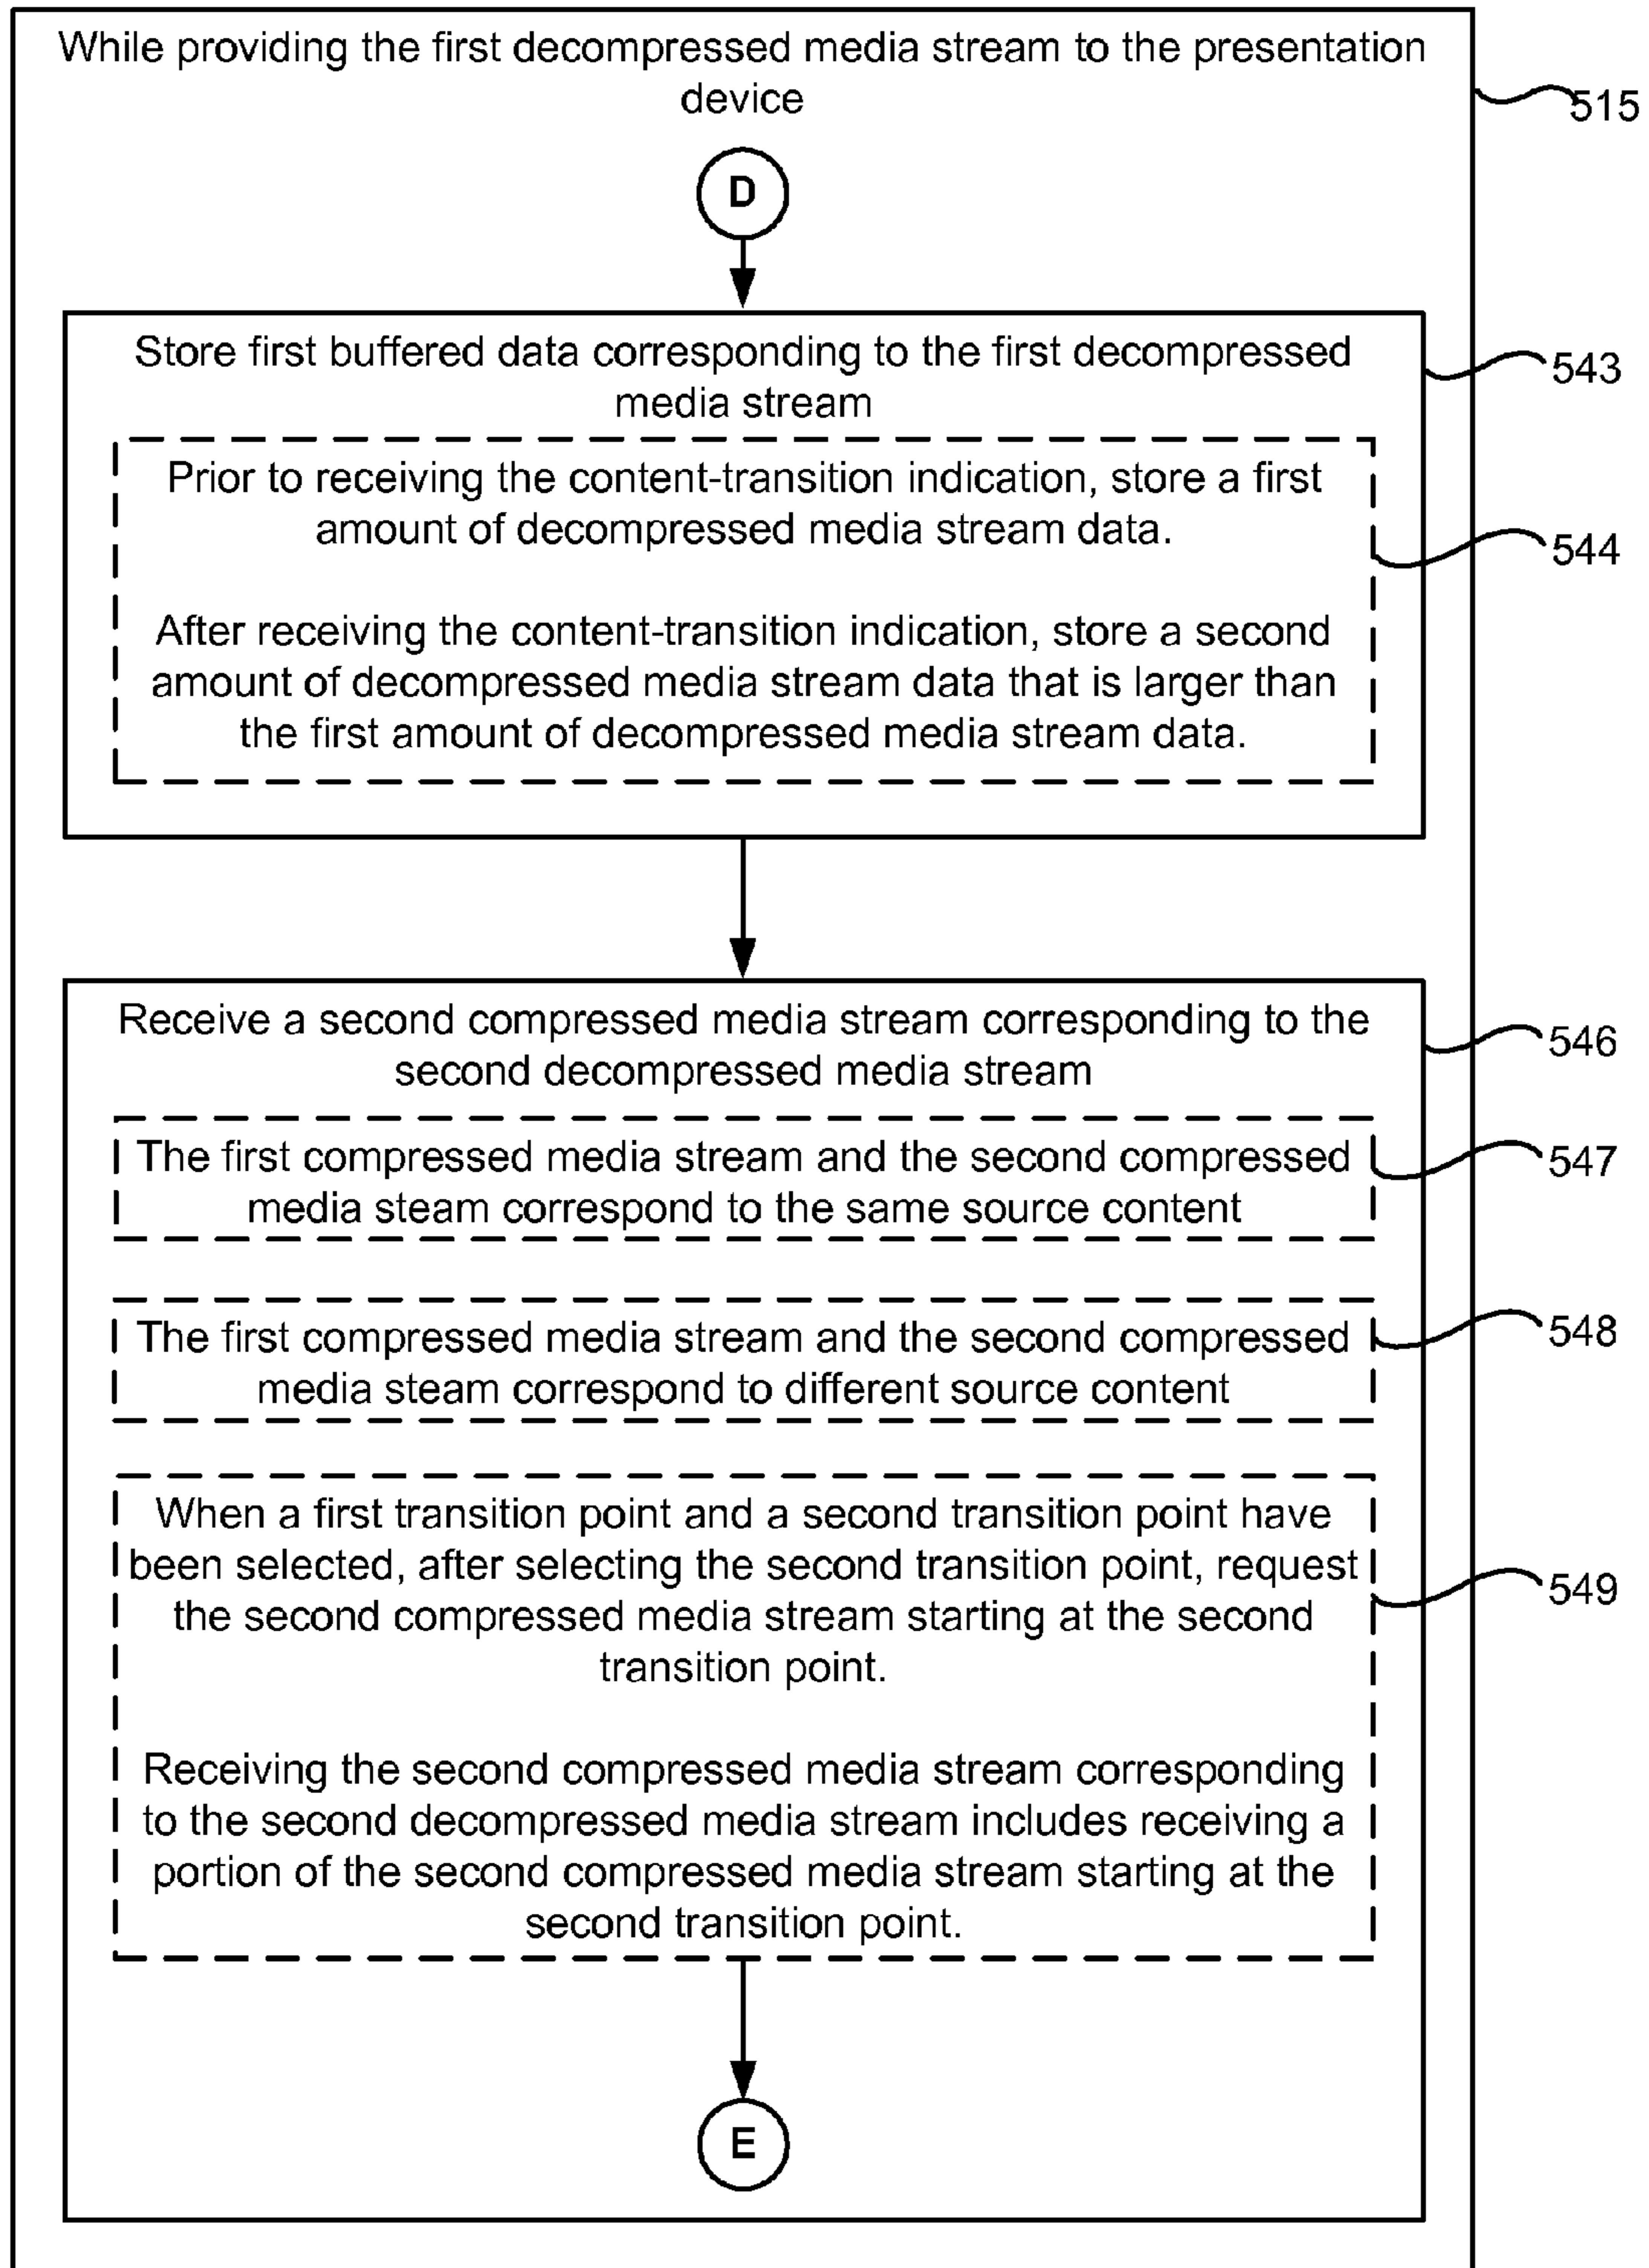 While providing the first decompressed media stream to the presentation
device
515
D
Store first buffered data corresponding to the first decompressed
media stream
543
Prior to receiving the content-transition indication, store a first
amount of decompressed media stream data.
544
After receiving the content-transition indication, store a second
amount of decompressed media stream data that is larger than
the first amount of decompressed media stream data.
Receive a second compressed media stream corresponding to the
second decompressed media stream
546
The first compressed media stream and the second compressed
media steam correspond to the same source content
547
The first compressed media stream and the second compressed
media steam correspond to different source content
548
When a first transition point and a second transition point have
been selected, after selecting the second transition point, request
the second compressed media stream starting at the second
transition point.
549
Receiving the second compressed media stream corresponding
to the second decompressed media stream includes receiving a
portion of the second compressed media stream starting at the
second transition point.
E